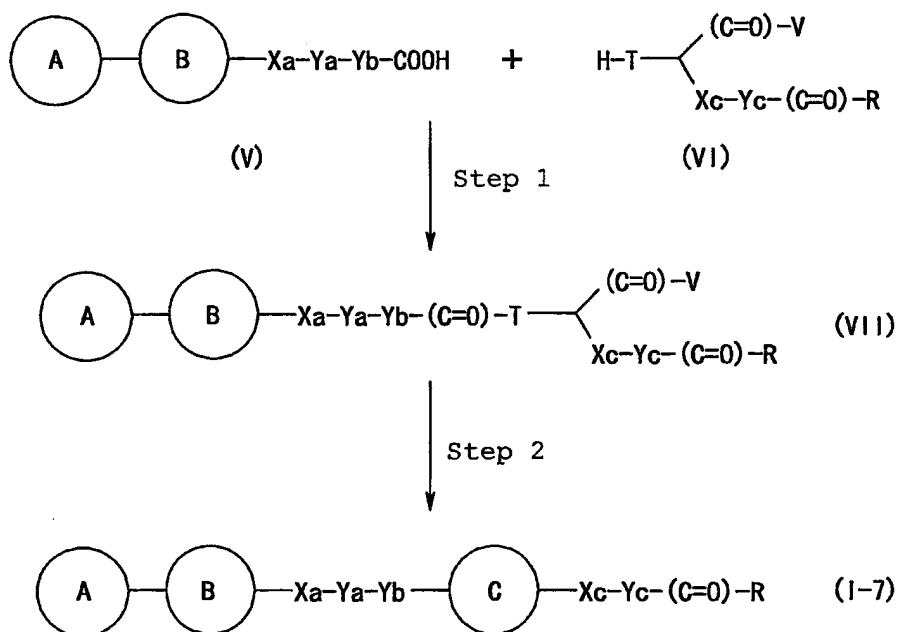 (C=O)-V
A B -Xa-Ya-Yb-COOH + H-T
Xc-Yc-(C=O)-R
(V) (VI)
Step 1
(C=O)-V
A B -Xa-Ya-Yb-(C=O)-T (VII)
Xc-Yc-(C=O)-R
Step 2
A B -Xa-Ya-Yb- C -Xc-Yc-(C=O)-R (I-7)